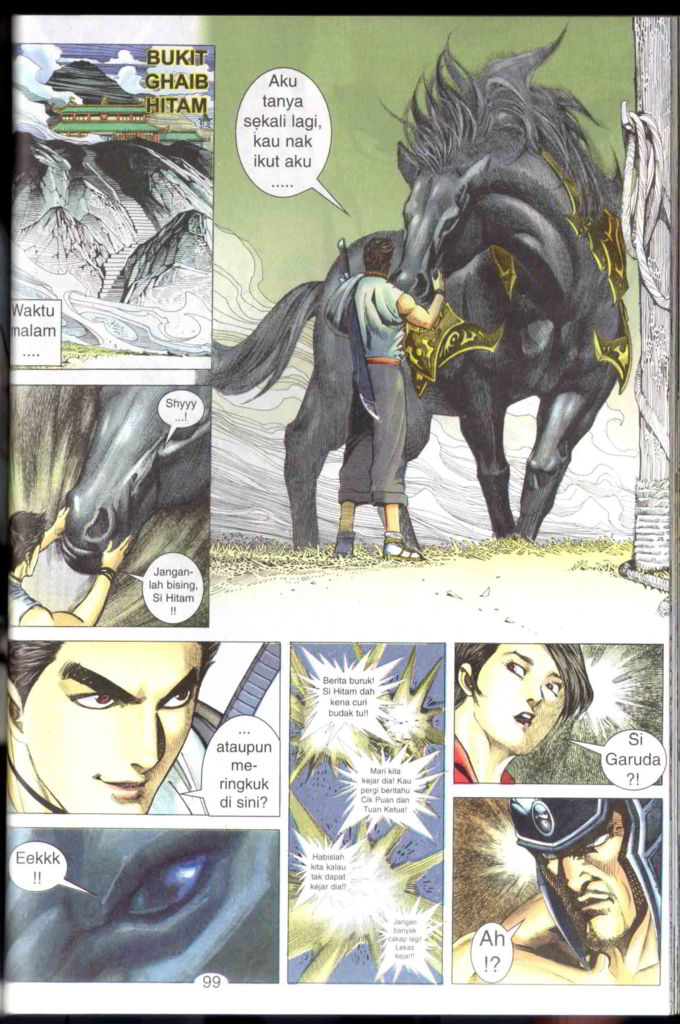 BUKIT
GHAIB
HITAM
Waktu
malam
....
Aku
tanya
sekali lagi,
kau nak
ikut aku
.....
Shyyy
...!
Jangan-
lah bising,
Si Hitam
!!
...
ataupun
me-
ringkuk
di sini?
Eekkk
!!
Berita buruk!
Si Hitam dah
kena curi
budak tu!!
Mari kita
kejar dia! Kau
pergi beritahu
Cik Puan dan
Tuan Ketua!
Habislah
kita kalau
tak dapat
kejar dia!!
Jangan
banyak
cakap lagi!
Lekas
kejar!!
Si
Garuda
?!
Ah
!?
99